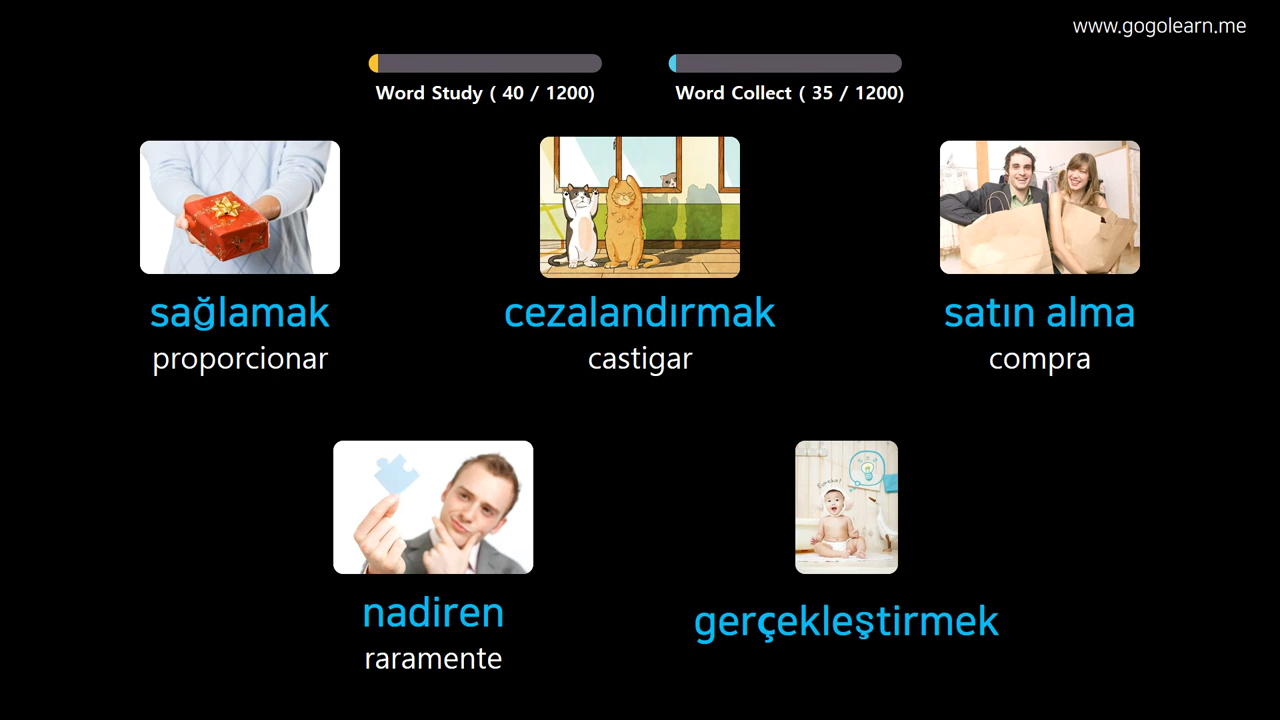 www.gogolearn.me
Word Study ( 40 / 1200)
Word Collect ( 35 / 1200)
sağlamak
proporcionar
cezalandırmak
castigar
satın alma
compra
Eureka!
nadiren
raramente
gerçekleştirmek